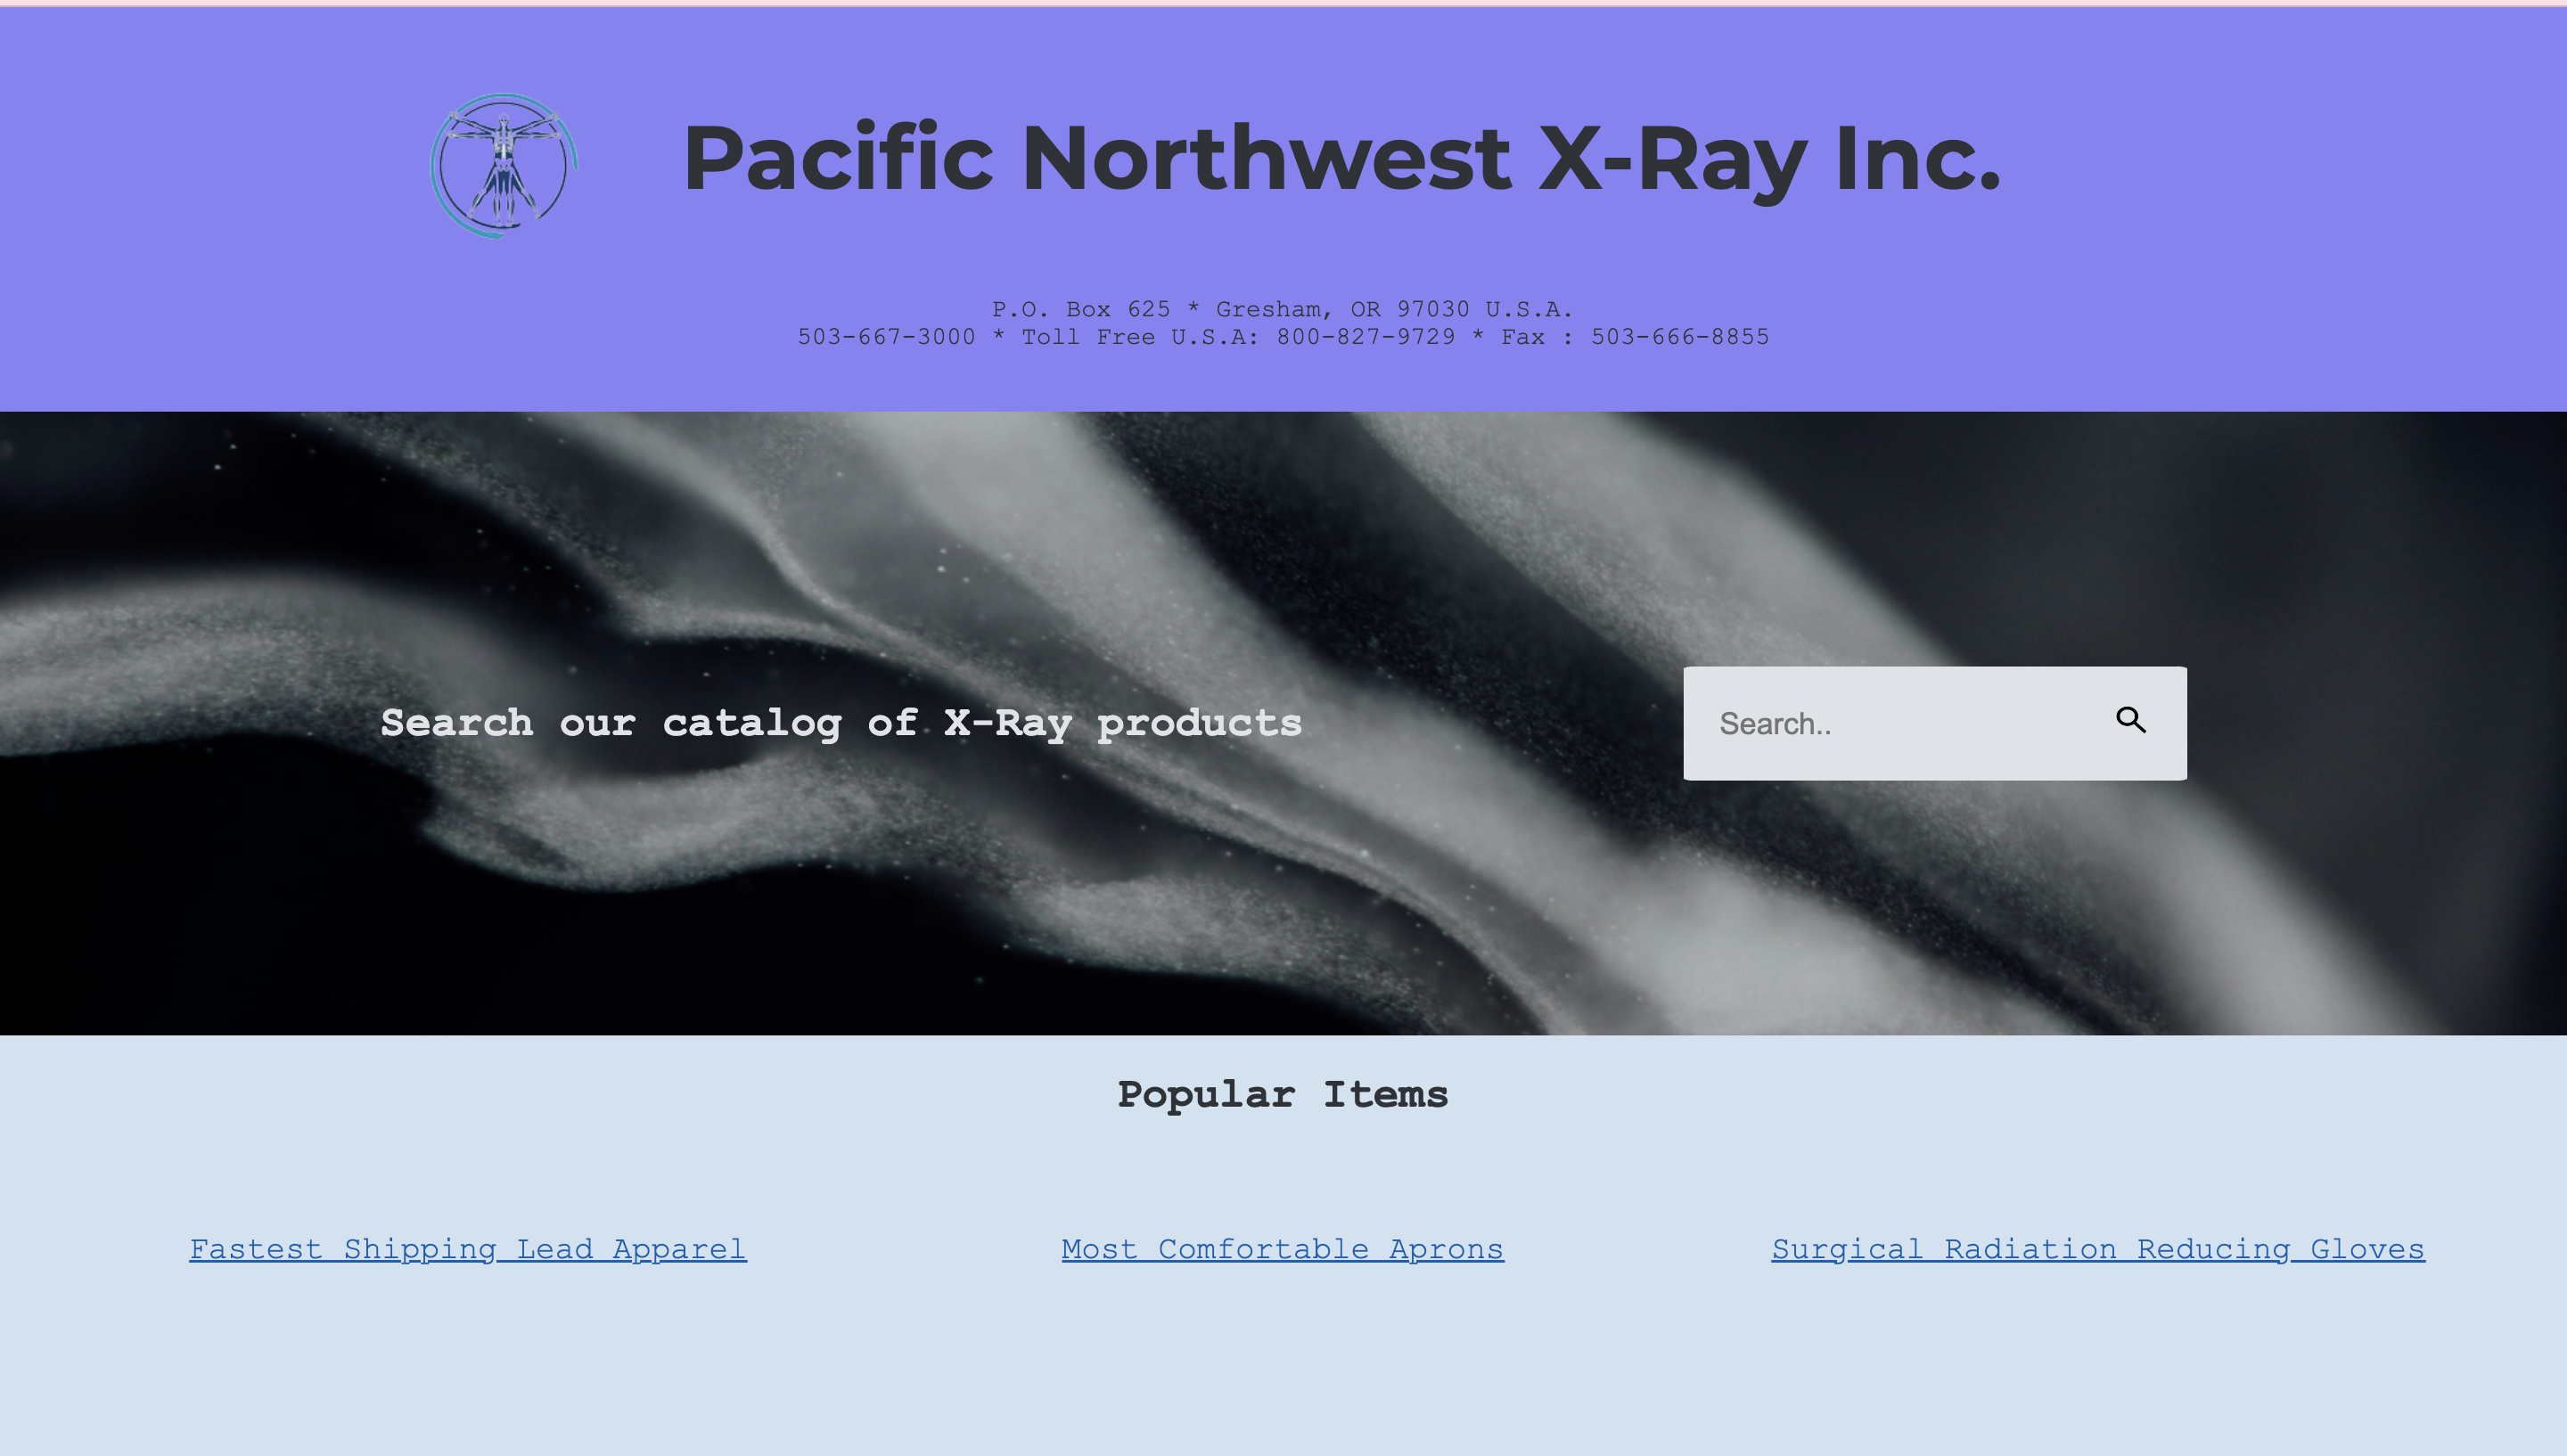 Pacific Northwest X-Ray Inc.
P.O. Box 625 * Gresham, OR 97030 U.S.A.
503-667-3000 * Toll Free U.S.A: 800-827-9729 * Fax : 503-666-8855
Search our catalog of X-Ray products
Search..
Popular Items
Fastest Shipping Lead Apparel
Most Comfortable Aprons
Surgical Radiation Reducing Gloves